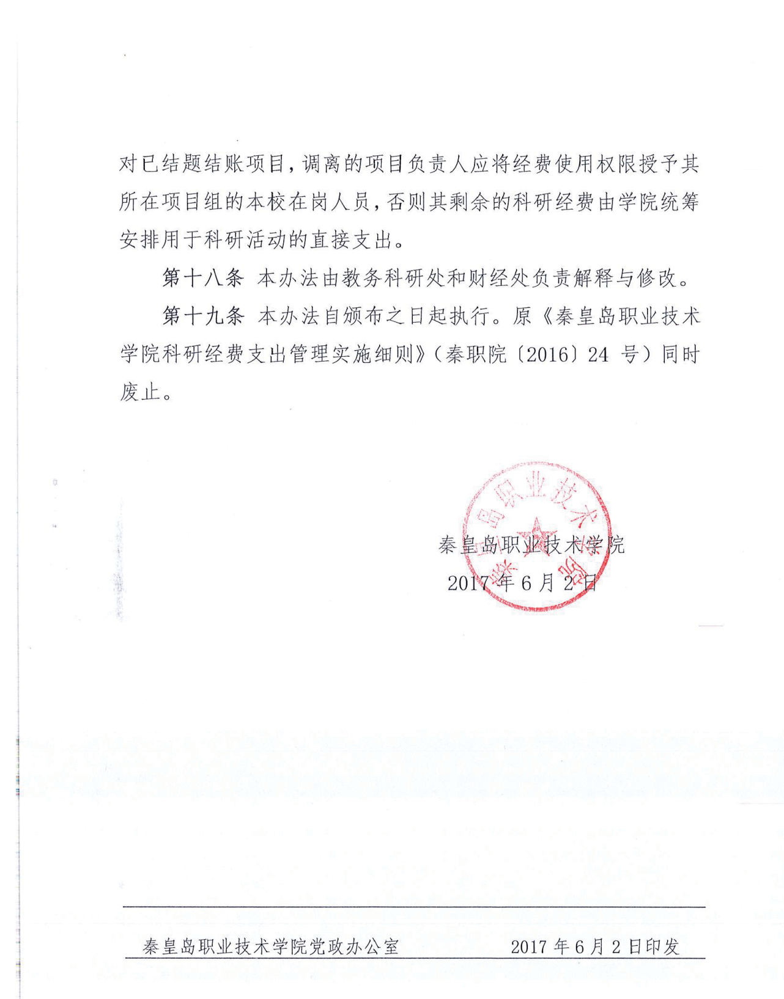 对已结题结账项目，调离的项目负责人应将经费使用权限授予其
所在项目组的本校在岗人员，否则其剩余的科研经费由学院统筹
安排用于科研活动的直接支出。
第十八条 本办法由教务科研处和财经处负责解释与修改。
第十九条 本办法自颁布之日起执行。原《秦皇岛职业技术
学院科研经费支出管理实施细则》（秦职院〔2016〕24 号）同时
废止。
秦皇岛职业技术学院
秦皇岛职业技术学院
2017 年 6 月 2 日
秦皇岛职业技术学院党政办公室 2017 年 6 月 2 日印发